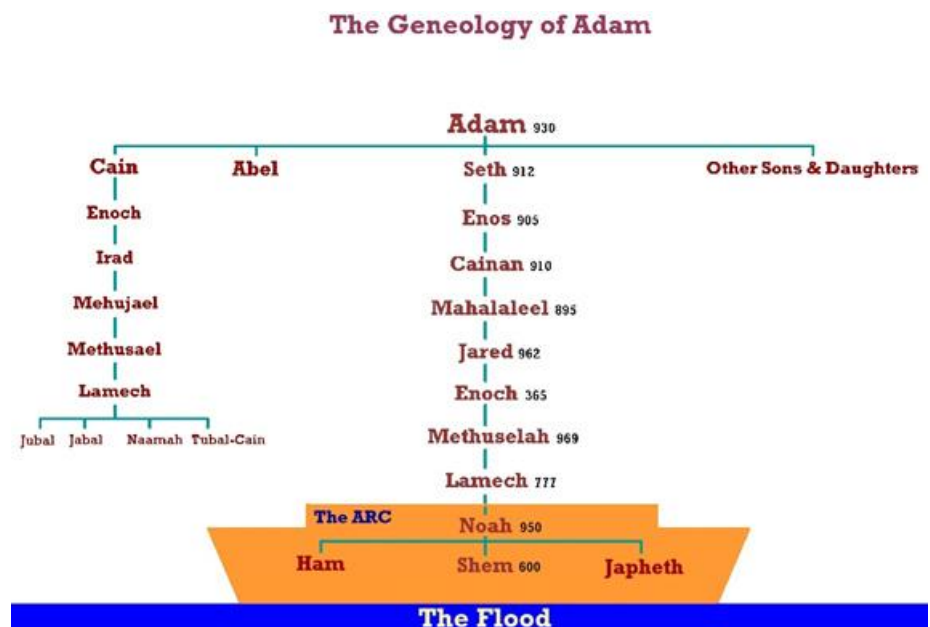 The Geneology of Adam
Adam 930
Cain Abel Seth 912 Other Sons & Daughters
Enoch Enos 905
Irad Cainan 910
Mehujael Mahalaleel 895
Methusael Jared 962
Lamech Enoch 365
Jubal Jabal Naamah Tubal-Cain Methuselah 969
Lamech 777
The ARC Noah 950
Ham Shem 600 Japheth
The Flood